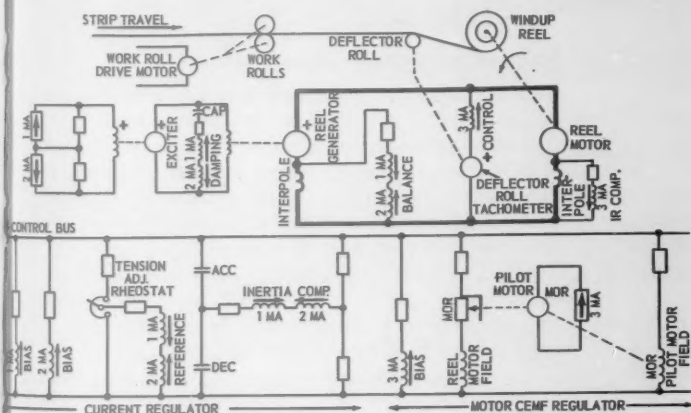 STRIP TRAVEL
WINDUP
REEL
WORK ROLL
DRIVE MOTOR
WORK
ROLLS
DEFLECTOR
ROLL
1 MA
2 MA
+
EXCITER
+
CAP
2 MA 1 MA
DAMPING
+
REEL
GENERATOR
INTERPOLE
2 MA 1 MA
BALANCE
3 MA
CONTROL
+
DEFLECTOR
ROLL
TACHOMETER
+
REEL
MOTOR
INTER-
POLE
3 MA
IR COMP.
CONTROL BUS
1 MA
BIAS
2 MA
BIAS
TENSION
ADJ.
RHEOSTAT
1 MA
2 MA
REFERENCE
ACC
DEC
INERTIA COMP.
1 MA 2 MA
3 MA
BIAS
MOR
REEL
MOTOR
FIELD
PILOT
MOTOR
MOR
3 MA
MOR
PILOT MOTOR
FIELD
CURRENT REGULATOR
MOTOR CEMF REGULATOR